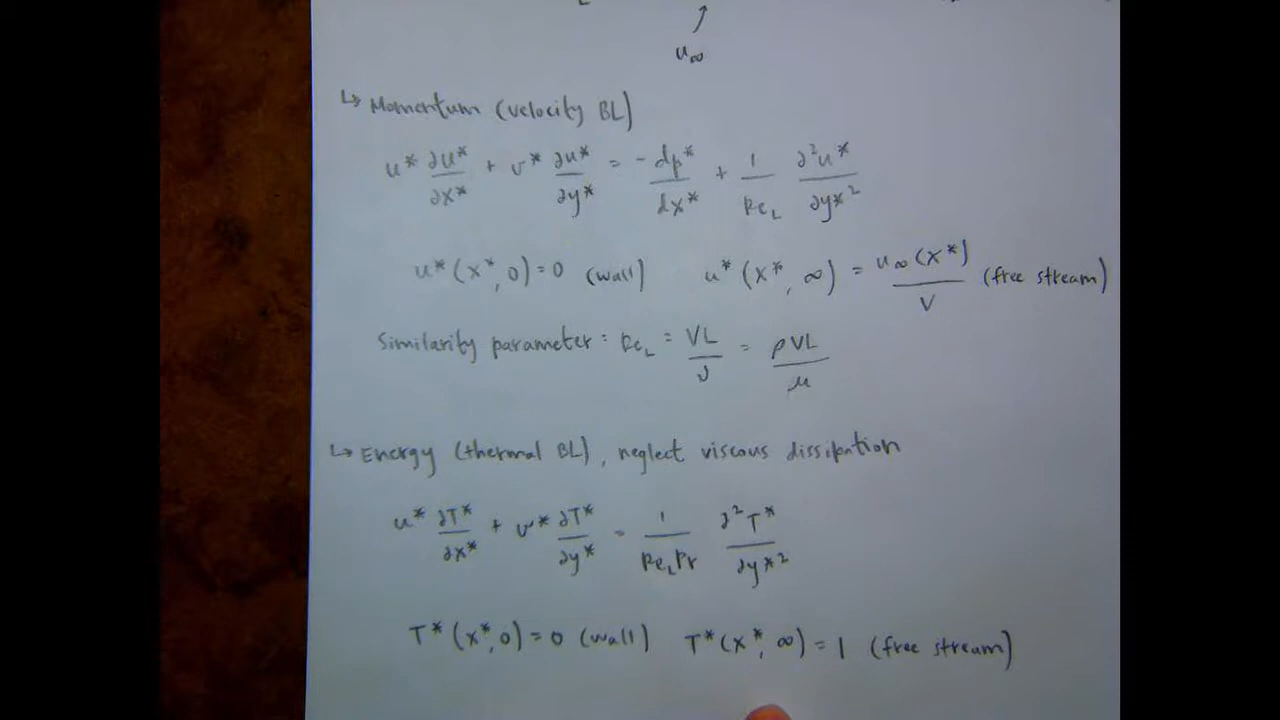 u∞
↳ Momentum (velocity BL)
u* ∂u*/∂x* + v* ∂u*/∂y* = - dp*/dx* + 1/Re_L ∂²u*/∂y*²
u*(x*, 0) = 0 (wall) u*(x*, ∞) = u∞(x*)/V (free stream)
Similarity parameter: Re_L = VL/ν = ρVL/μ
↳ Energy (thermal BL), neglect viscous dissipation
u* ∂T*/∂x* + v* ∂T*/∂y* = 1/Re_L Pr ∂²T*/∂y*²
T*(x*, 0) = 0 (wall) T*(x*, ∞) = 1 (free stream)